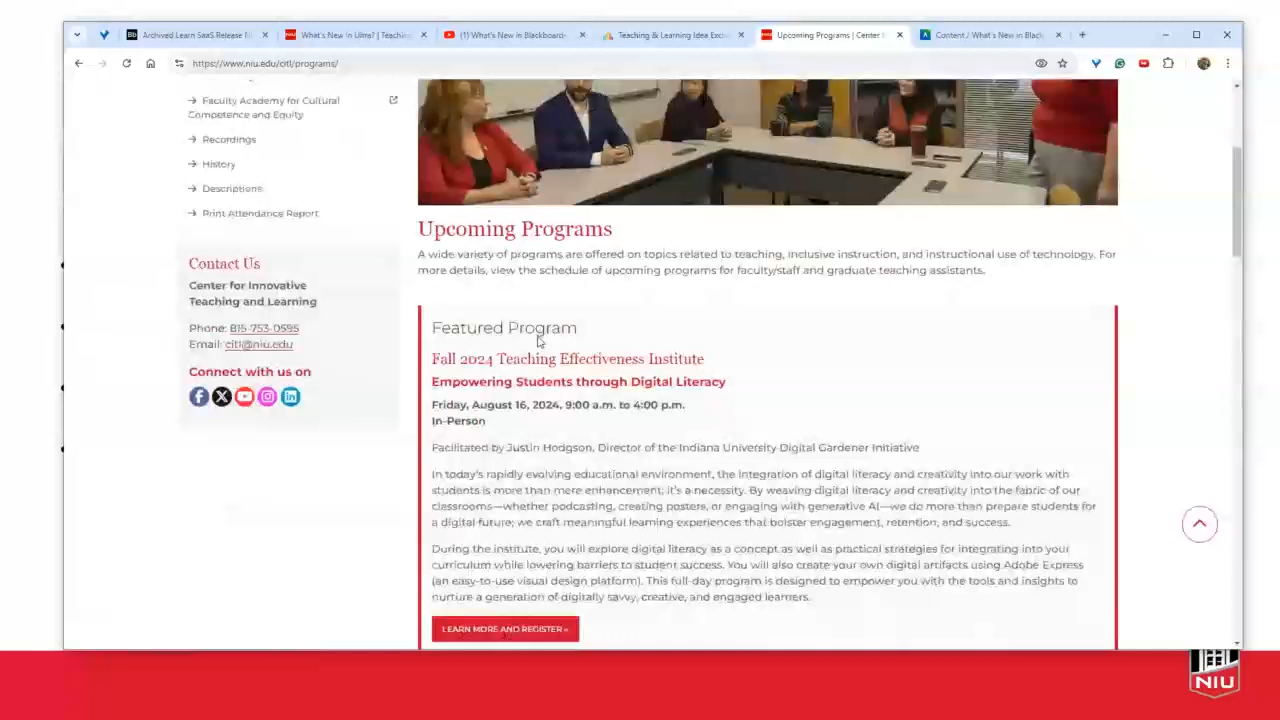 Archived Learn SaaS Release N
What's New in Ultra? | Teachin
(1) What's New in Blackboard-
Teaching & Learning Idea Exch
Upcoming Programs | Center f
Content / What's New in Black
https://www.niu.edu/citl/programs/
Faculty Academy for Cultural
Competence and Equity
Recordings
History
Descriptions
Print Attendance Report
Contact Us
Center for Innovative
Teaching and Learning
Phone: 815-753-0595
Email: citl@niu.edu
Connect with us on
Upcoming Programs
A wide variety of programs are offered on topics related to teaching, inclusive instruction, and instructional use of technology. For
more details, view the schedule of upcoming programs for faculty/staff and graduate teaching assistants.
Featured Program
Fall 2024 Teaching Effectiveness Institute
Empowering Students through Digital Literacy
Friday, August 16, 2024, 9:00 a.m. to 4:00 p.m.
In-Person
Facilitated by Justin Hodgson, Director of the Indiana University Digital Gardener Initiative
In today's rapidly evolving educational environment, the integration of digital literacy and creativity into our work with
students is more than mere enhancement; it's a necessity. By weaving digital literacy and creativity into the fabric of our
classrooms—whether podcasting, creating posters, or engaging with generative AI—we do more than prepare students for
a digital future; we craft meaningful learning experiences that bolster engagement, retention, and success.
During the institute, you will explore digital literacy as a concept as well as practical strategies for integrating into your
curriculum while lowering barriers to student success. You will also create your own digital artifacts using Adobe Express
(an easy-to-use visual design platform). This full-day program is designed to empower you with the tools and insights to
nurture a generation of digitally savvy, creative, and engaged learners.
LEARN MORE AND REGISTER »
NIU